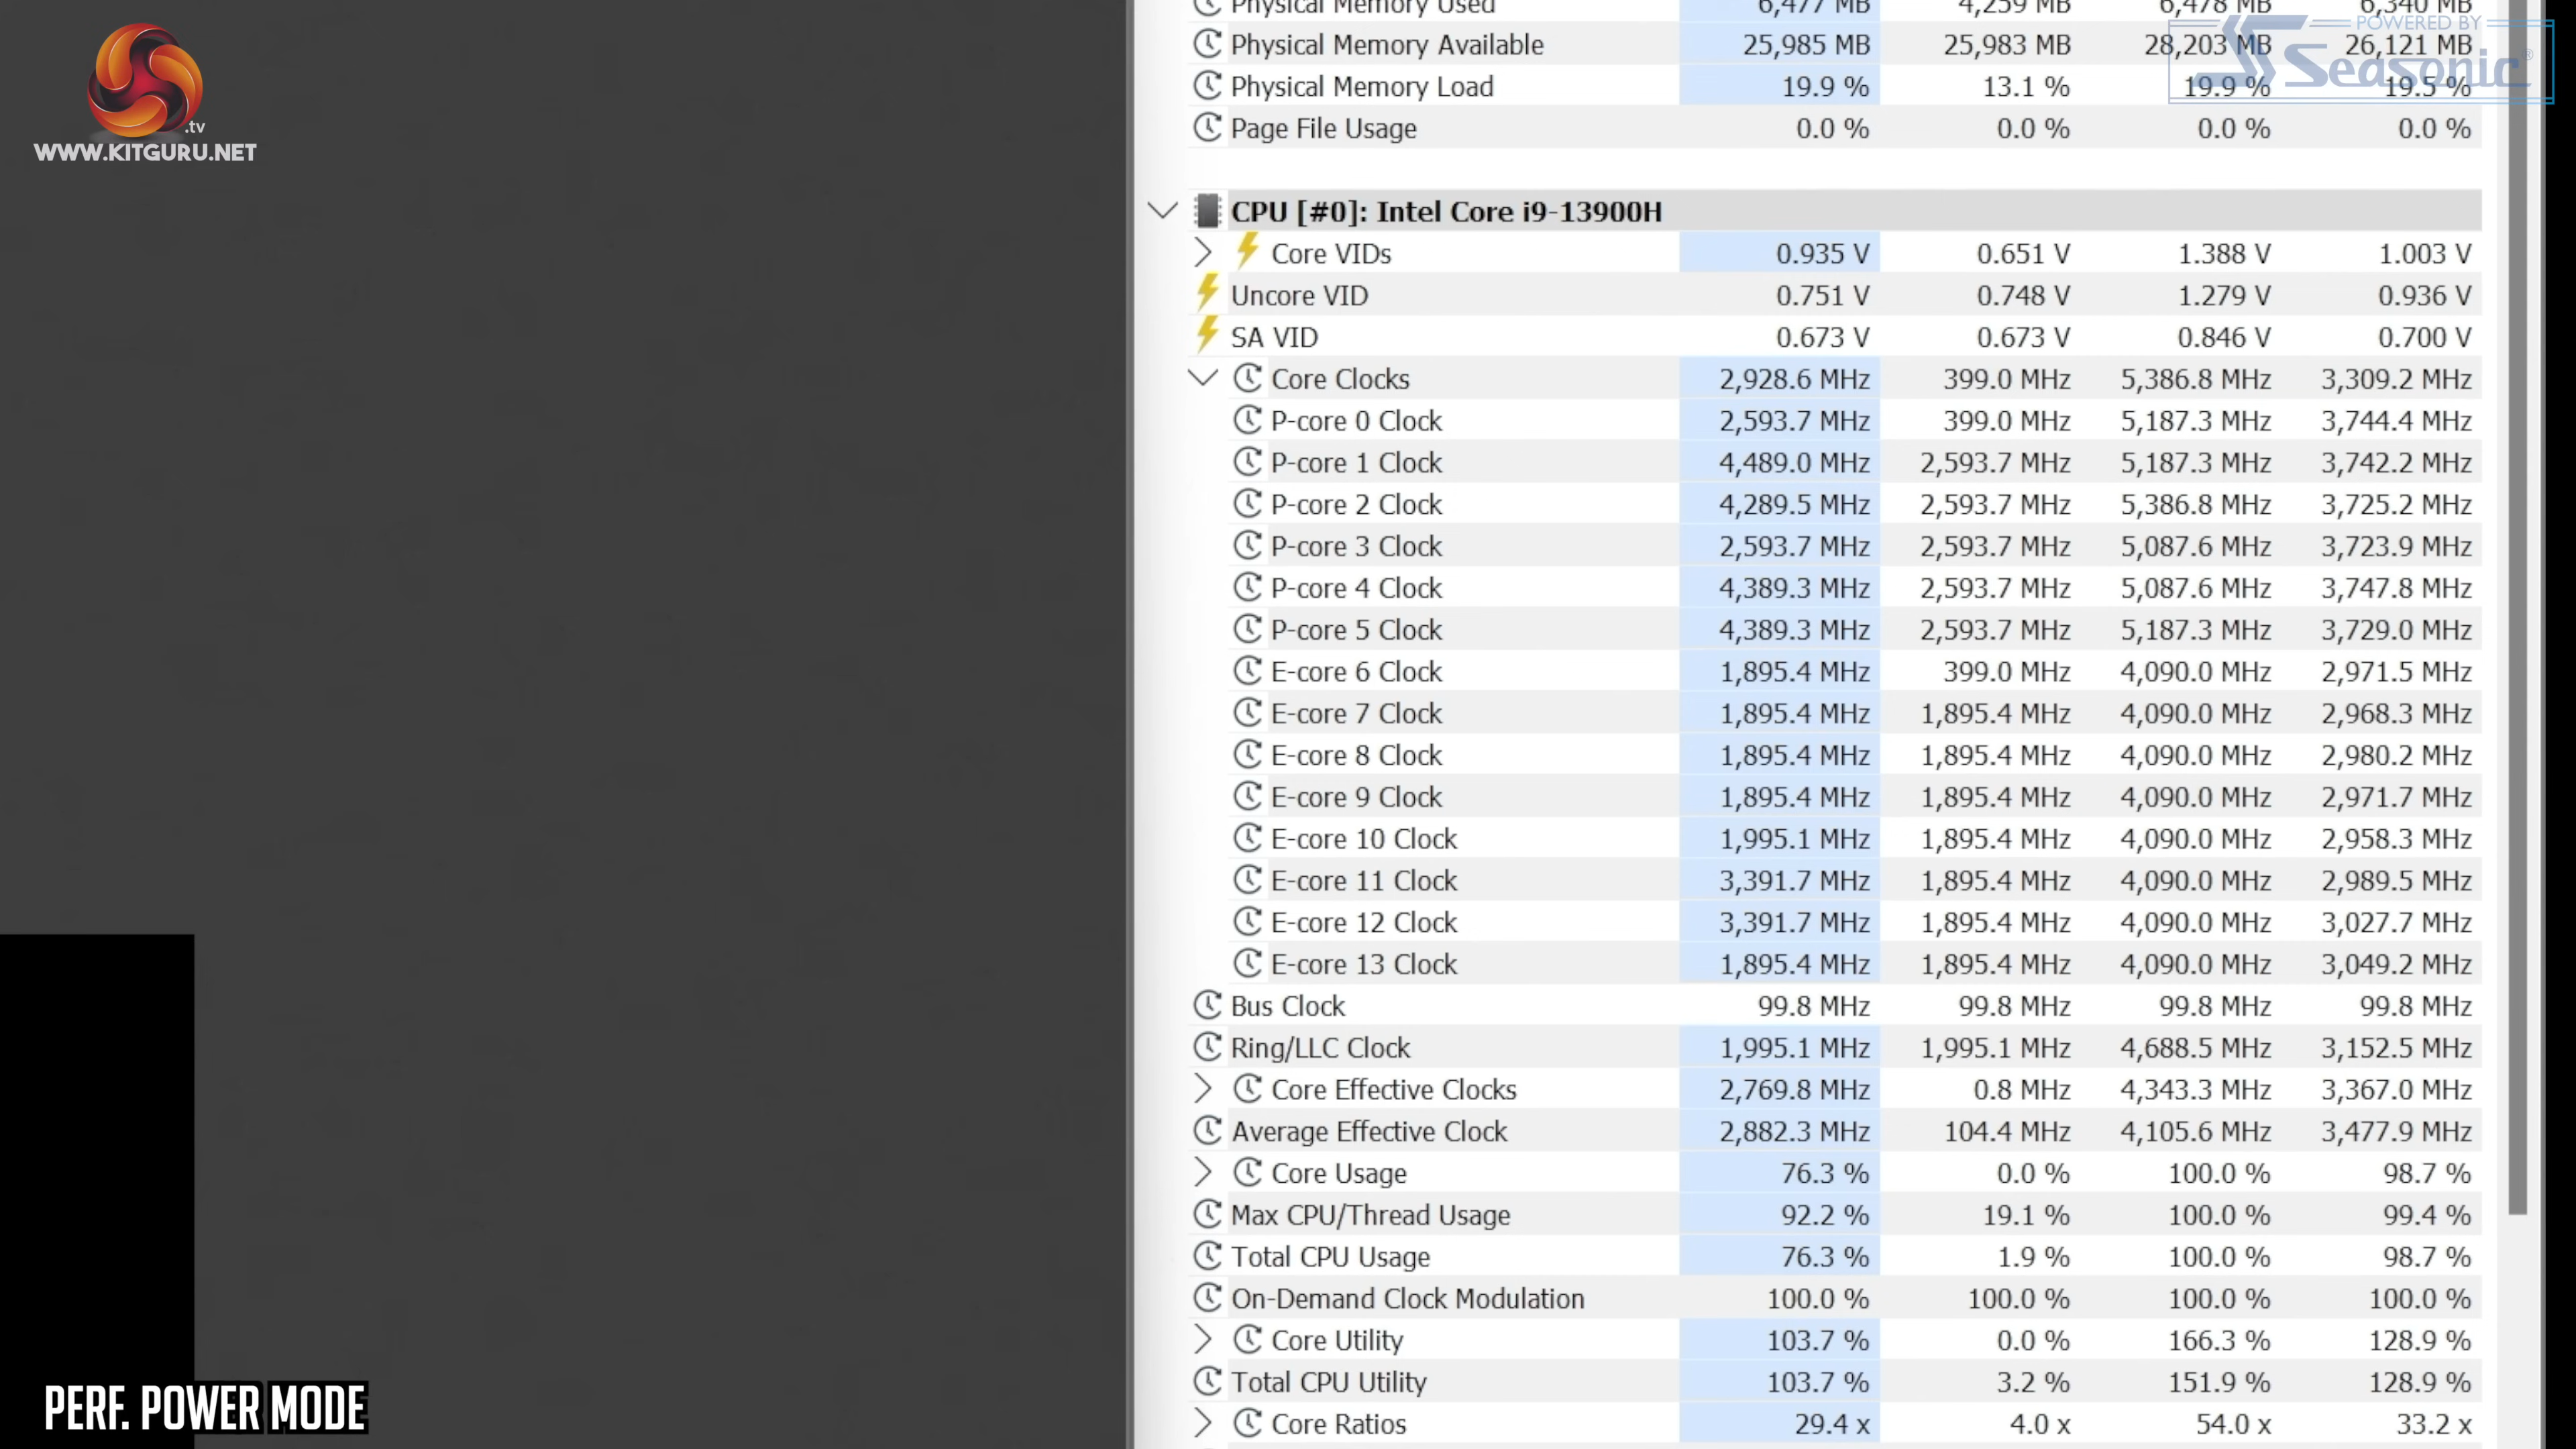 .tv
WWW.KITGURU.NET
POWERED BY
Seasonic®
Physical Memory Used 6,477 MB 4,259 MB 6,478 MB 6,340 MB
Physical Memory Available 25,985 MB 25,983 MB 28,203 MB 26,121 MB
Physical Memory Load 19.9 % 13.1 % 19.9 % 19.5 %
Page File Usage 0.0 % 0.0 % 0.0 % 0.0 %
CPU [#0]: Intel Core i9-13900H
Core VIDs 0.935 V 0.651 V 1.388 V 1.003 V
Uncore VID 0.751 V 0.748 V 1.279 V 0.936 V
SA VID 0.673 V 0.673 V 0.846 V 0.700 V
Core Clocks 2,928.6 MHz 399.0 MHz 5,386.8 MHz 3,309.2 MHz
P-core 0 Clock 2,593.7 MHz 399.0 MHz 5,187.3 MHz 3,744.4 MHz
P-core 1 Clock 4,489.0 MHz 2,593.7 MHz 5,187.3 MHz 3,742.2 MHz
P-core 2 Clock 4,289.5 MHz 2,593.7 MHz 5,386.8 MHz 3,725.2 MHz
P-core 3 Clock 2,593.7 MHz 2,593.7 MHz 5,087.6 MHz 3,723.9 MHz
P-core 4 Clock 4,389.3 MHz 2,593.7 MHz 5,087.6 MHz 3,747.8 MHz
P-core 5 Clock 4,389.3 MHz 2,593.7 MHz 5,187.3 MHz 3,729.0 MHz
E-core 6 Clock 1,895.4 MHz 399.0 MHz 4,090.0 MHz 2,971.5 MHz
E-core 7 Clock 1,895.4 MHz 1,895.4 MHz 4,090.0 MHz 2,968.3 MHz
E-core 8 Clock 1,895.4 MHz 1,895.4 MHz 4,090.0 MHz 2,980.2 MHz
E-core 9 Clock 1,895.4 MHz 1,895.4 MHz 4,090.0 MHz 2,971.7 MHz
E-core 10 Clock 1,995.1 MHz 1,895.4 MHz 4,090.0 MHz 2,958.3 MHz
E-core 11 Clock 3,391.7 MHz 1,895.4 MHz 4,090.0 MHz 2,989.5 MHz
E-core 12 Clock 3,391.7 MHz 1,895.4 MHz 4,090.0 MHz 3,027.7 MHz
E-core 13 Clock 1,895.4 MHz 1,895.4 MHz 4,090.0 MHz 3,049.2 MHz
Bus Clock 99.8 MHz 99.8 MHz 99.8 MHz 99.8 MHz
Ring/LLC Clock 1,995.1 MHz 1,995.1 MHz 4,688.5 MHz 3,152.5 MHz
Core Effective Clocks 2,769.8 MHz 0.8 MHz 4,343.3 MHz 3,367.0 MHz
Average Effective Clock 2,882.3 MHz 104.4 MHz 4,105.6 MHz 3,477.9 MHz
Core Usage 76.3 % 0.0 % 100.0 % 98.7 %
Max CPU/Thread Usage 92.2 % 19.1 % 100.0 % 99.4 %
Total CPU Usage 76.3 % 1.9 % 100.0 % 98.7 %
On-Demand Clock Modulation 100.0 % 100.0 % 100.0 % 100.0 %
Core Utility 103.7 % 0.0 % 166.3 % 128.9 %
Total CPU Utility 103.7 % 3.2 % 151.9 % 128.9 %
Core Ratios 29.4 x 4.0 x 54.0 x 33.2 x
PERF. POWER MODE